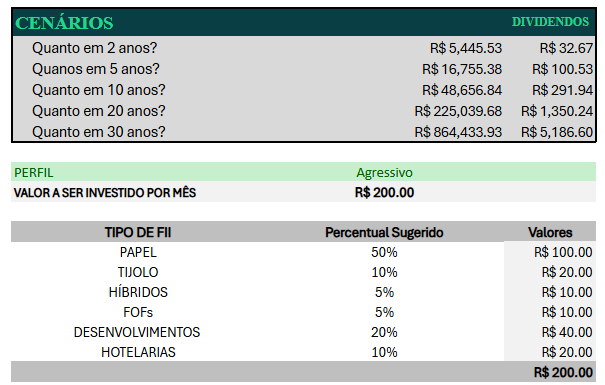 CENÁRIOS DIVIDENDOS
Quanto em 2 anos? R$ 5,445.53 R$ 32.67
Quanos em 5 anos? R$ 16,755.38 R$ 100.53
Quanto em 10 anos? R$ 48,656.84 R$ 291.94
Quanto em 20 anos? R$ 225,039.68 R$ 1,350.24
Quanto em 30 anos? R$ 864,433.93 R$ 5,186.60
PERFIL Agressivo
VALOR A SER INVESTIDO POR MÊS R$ 200.00
TIPO DE FII Percentual Sugerido Valores
PAPEL 50% R$ 100.00
TIJOLO 10% R$ 20.00
HÍBRIDOS 5% R$ 10.00
FOFs 5% R$ 10.00
DESENVOLVIMENTOS 20% R$ 40.00
HOTELARIAS 10% R$ 20.00
R$ 200.00